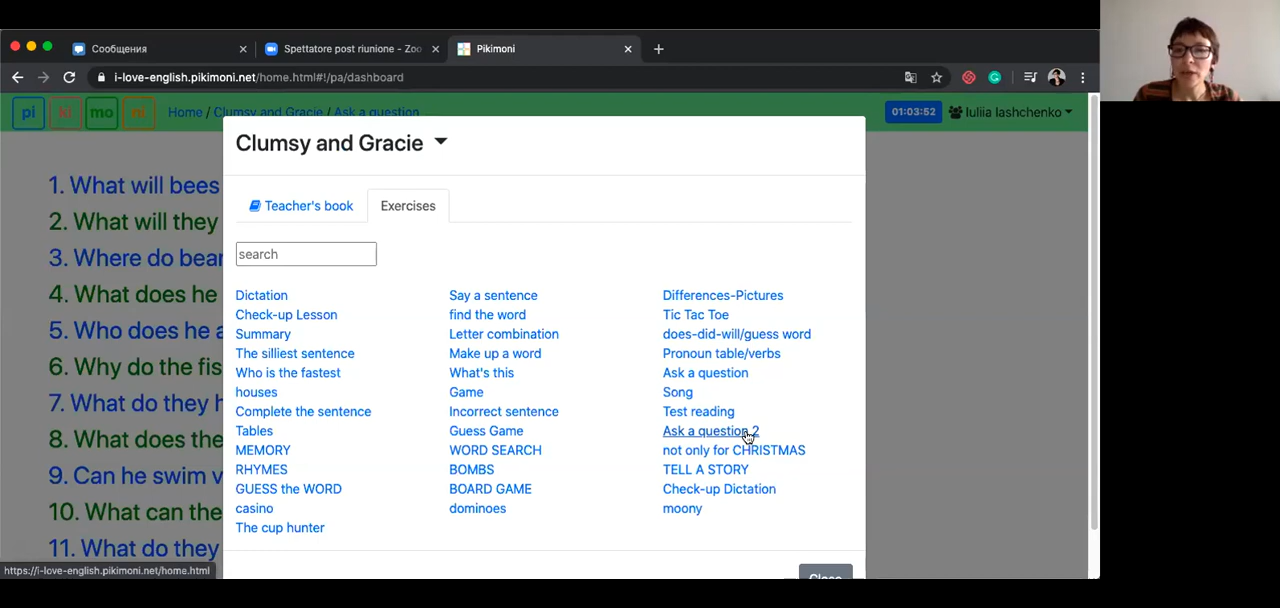 Сообщения
Spettatore post riunione - Zoo
Pikimoni
i-love-english.pikimoni.net/home.html#!/pa/dashboard
pi ki mo ni Home / Clumsy and Gracie / Ask a question 01:03:52 Iuliia Iashchenko
Clumsy and Gracie
Teacher's book Exercises
search
Dictation Say a sentence Differences-Pictures
Check-up Lesson find the word Tic Tac Toe
Summary Letter combination does-did-will/guess word
The silliest sentence Make up a word Pronoun table/verbs
Who is the fastest What's this Ask a question
houses Game Song
Complete the sentence Incorrect sentence Test reading
Tables Guess Game Ask a question 2
MEMORY WORD SEARCH not only for CHRISTMAS
RHYMES BOMBS TELL A STORY
GUESS the WORD BOARD GAME Check-up Dictation
casino dominoes moony
The cup hunter
Close
1. What will bees
2. What will they
3. Where do bear
4. What does he
5. Who does he a
6. Why do the fis
7. What do they h
8. What does the
9. Can he swim v
10. What can the
11. What do they
https://i-love-english.pikimoni.net/home.html